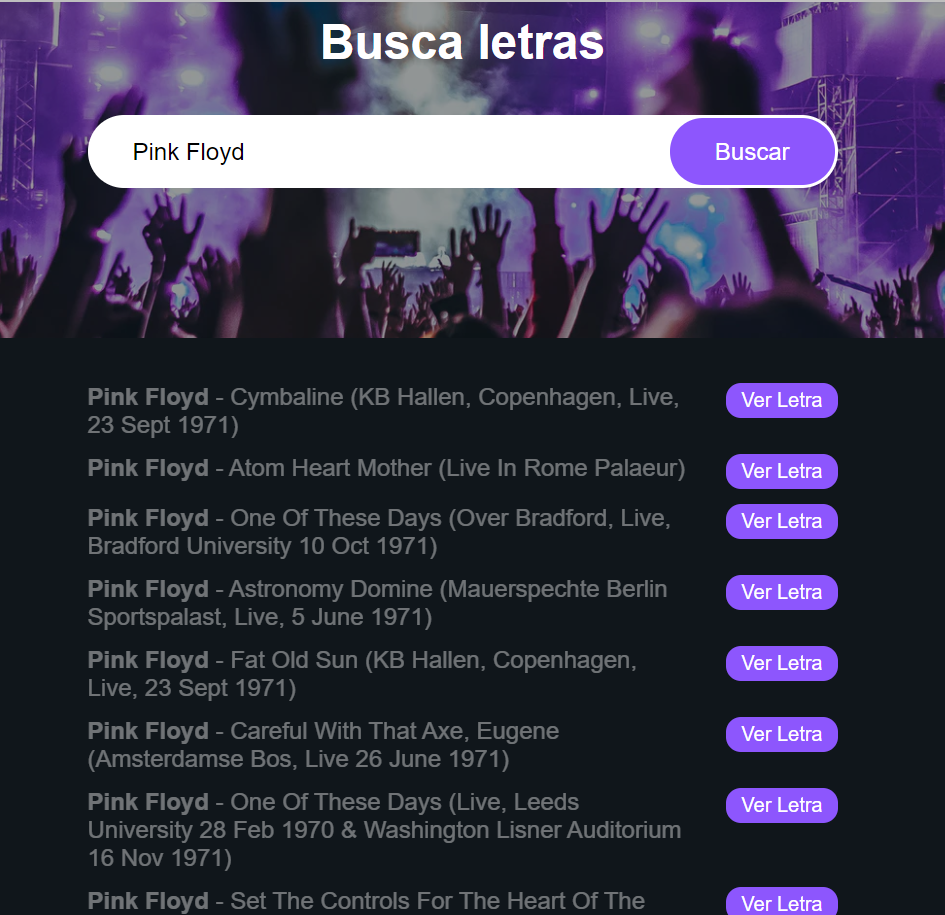 Busca letras
Pink Floyd
Buscar
Pink Floyd - Cymbaline (KB Hallen, Copenhagen, Live,
23 Sept 1971)
Ver Letra
Pink Floyd - Atom Heart Mother (Live In Rome Palaeur)
Ver Letra
Pink Floyd - One Of These Days (Over Bradford, Live,
Bradford University 10 Oct 1971)
Ver Letra
Pink Floyd - Astronomy Domine (Mauerspechte Berlin
Sportspalast, Live, 5 June 1971)
Ver Letra
Pink Floyd - Fat Old Sun (KB Hallen, Copenhagen,
Live, 23 Sept 1971)
Ver Letra
Pink Floyd - Careful With That Axe, Eugene
(Amsterdamse Bos, Live 26 June 1971)
Ver Letra
Pink Floyd - One Of These Days (Live, Leeds
University 28 Feb 1970 & Washington Lisner Auditorium
16 Nov 1971)
Ver Letra
Pink Floyd - Set The Controls For The Heart Of The
Ver Letra